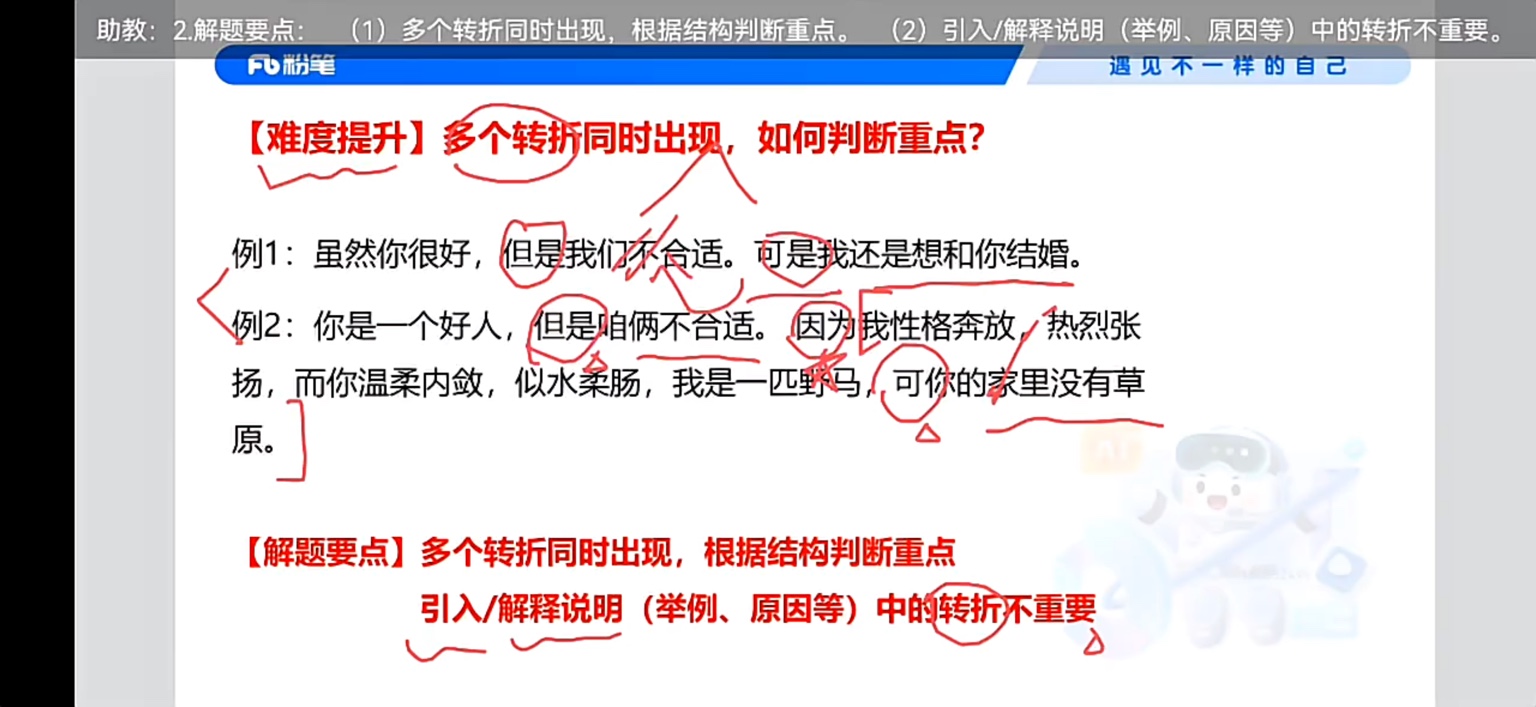 助教：2.解题要点： （1）多个转折同时出现，根据结构判断重点。 （2）引入/解释说明（举例、原因等）中的转折不重要。
粉笔 遇见不一样的自己
【难度提升】多个转折同时出现，如何判断重点？
例1：虽然你很好，但是我们不合适。可是我还是想和你结婚。
例2：你是一个好人，但是咱俩不合适。因为我性格奔放，热烈张
扬，而你温柔内敛，似水柔肠，我是一匹野马，可你的家里没有草
原。
【解题要点】多个转折同时出现，根据结构判断重点
引入/解释说明（举例、原因等）中的转折不重要